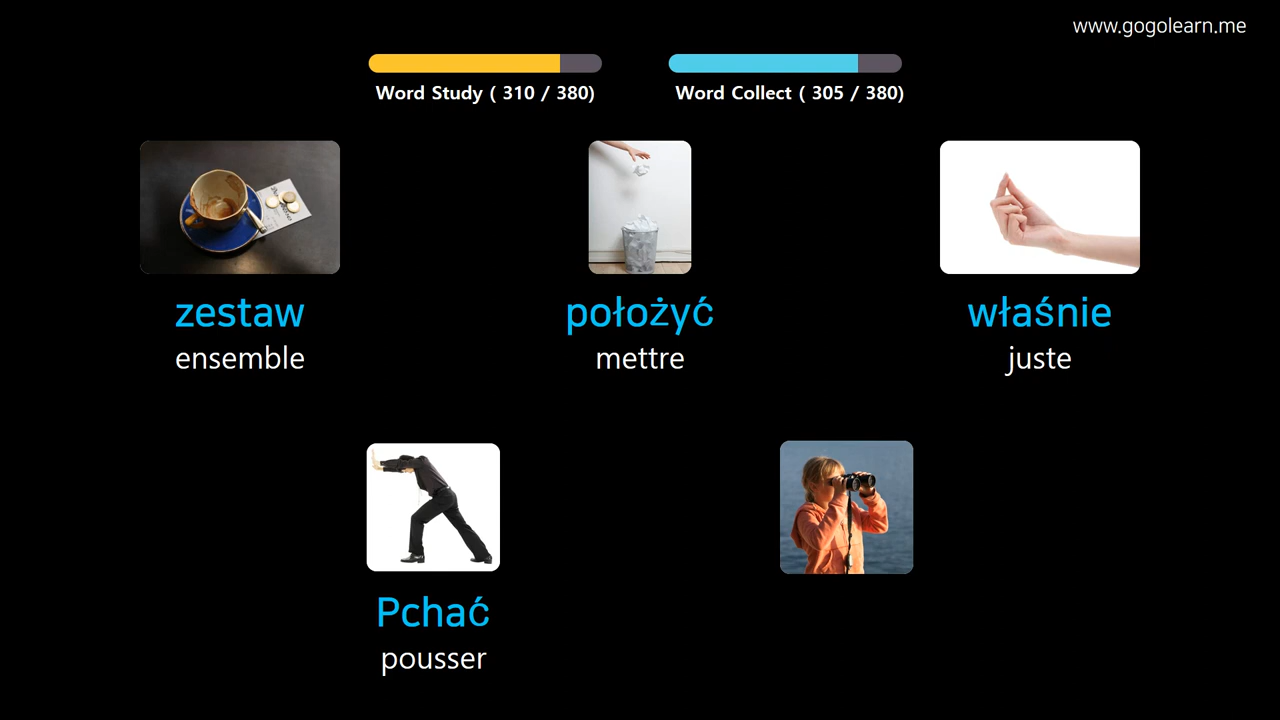 www.gogolearn.me
Word Study ( 310 / 380)
Word Collect ( 305 / 380)
zestaw
ensemble
położyć
mettre
właśnie
juste
Pchać
pousser